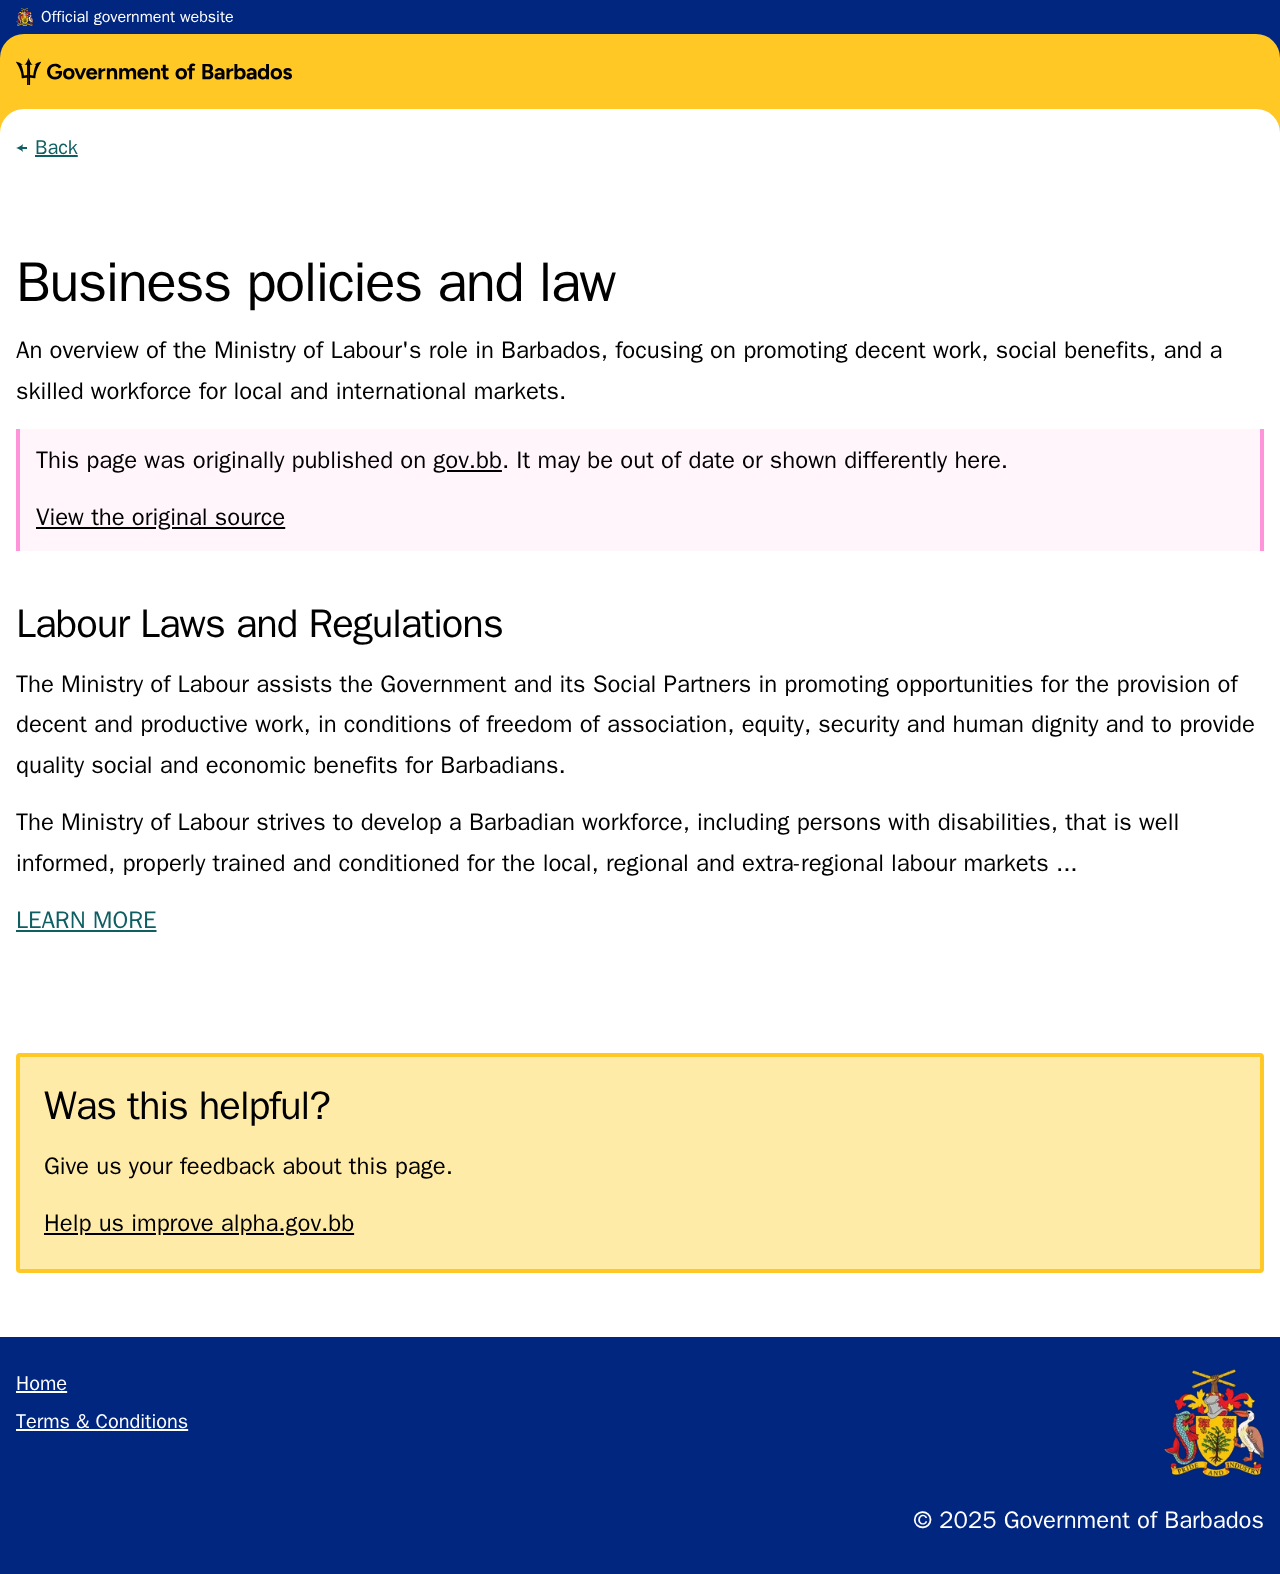 Official government website
Government of Barbados
← Back
Business policies and law
An overview of the Ministry of Labour's role in Barbados, focusing on promoting decent work, social benefits, and a
skilled workforce for local and international markets.
This page was originally published on gov.bb. It may be out of date or shown differently here.
View the original source
Labour Laws and Regulations
The Ministry of Labour assists the Government and its Social Partners in promoting opportunities for the provision of
decent and productive work, in conditions of freedom of association, equity, security and human dignity and to provide
quality social and economic benefits for Barbadians.
The Ministry of Labour strives to develop a Barbadian workforce, including persons with disabilities, that is well
informed, properly trained and conditioned for the local, regional and extra-regional labour markets ...
LEARN MORE
Was this helpful?
Give us your feedback about this page.
Help us improve alpha.gov.bb
Home
Terms & Conditions
PRIDE AND INDUSTRY
© 2025 Government of Barbados